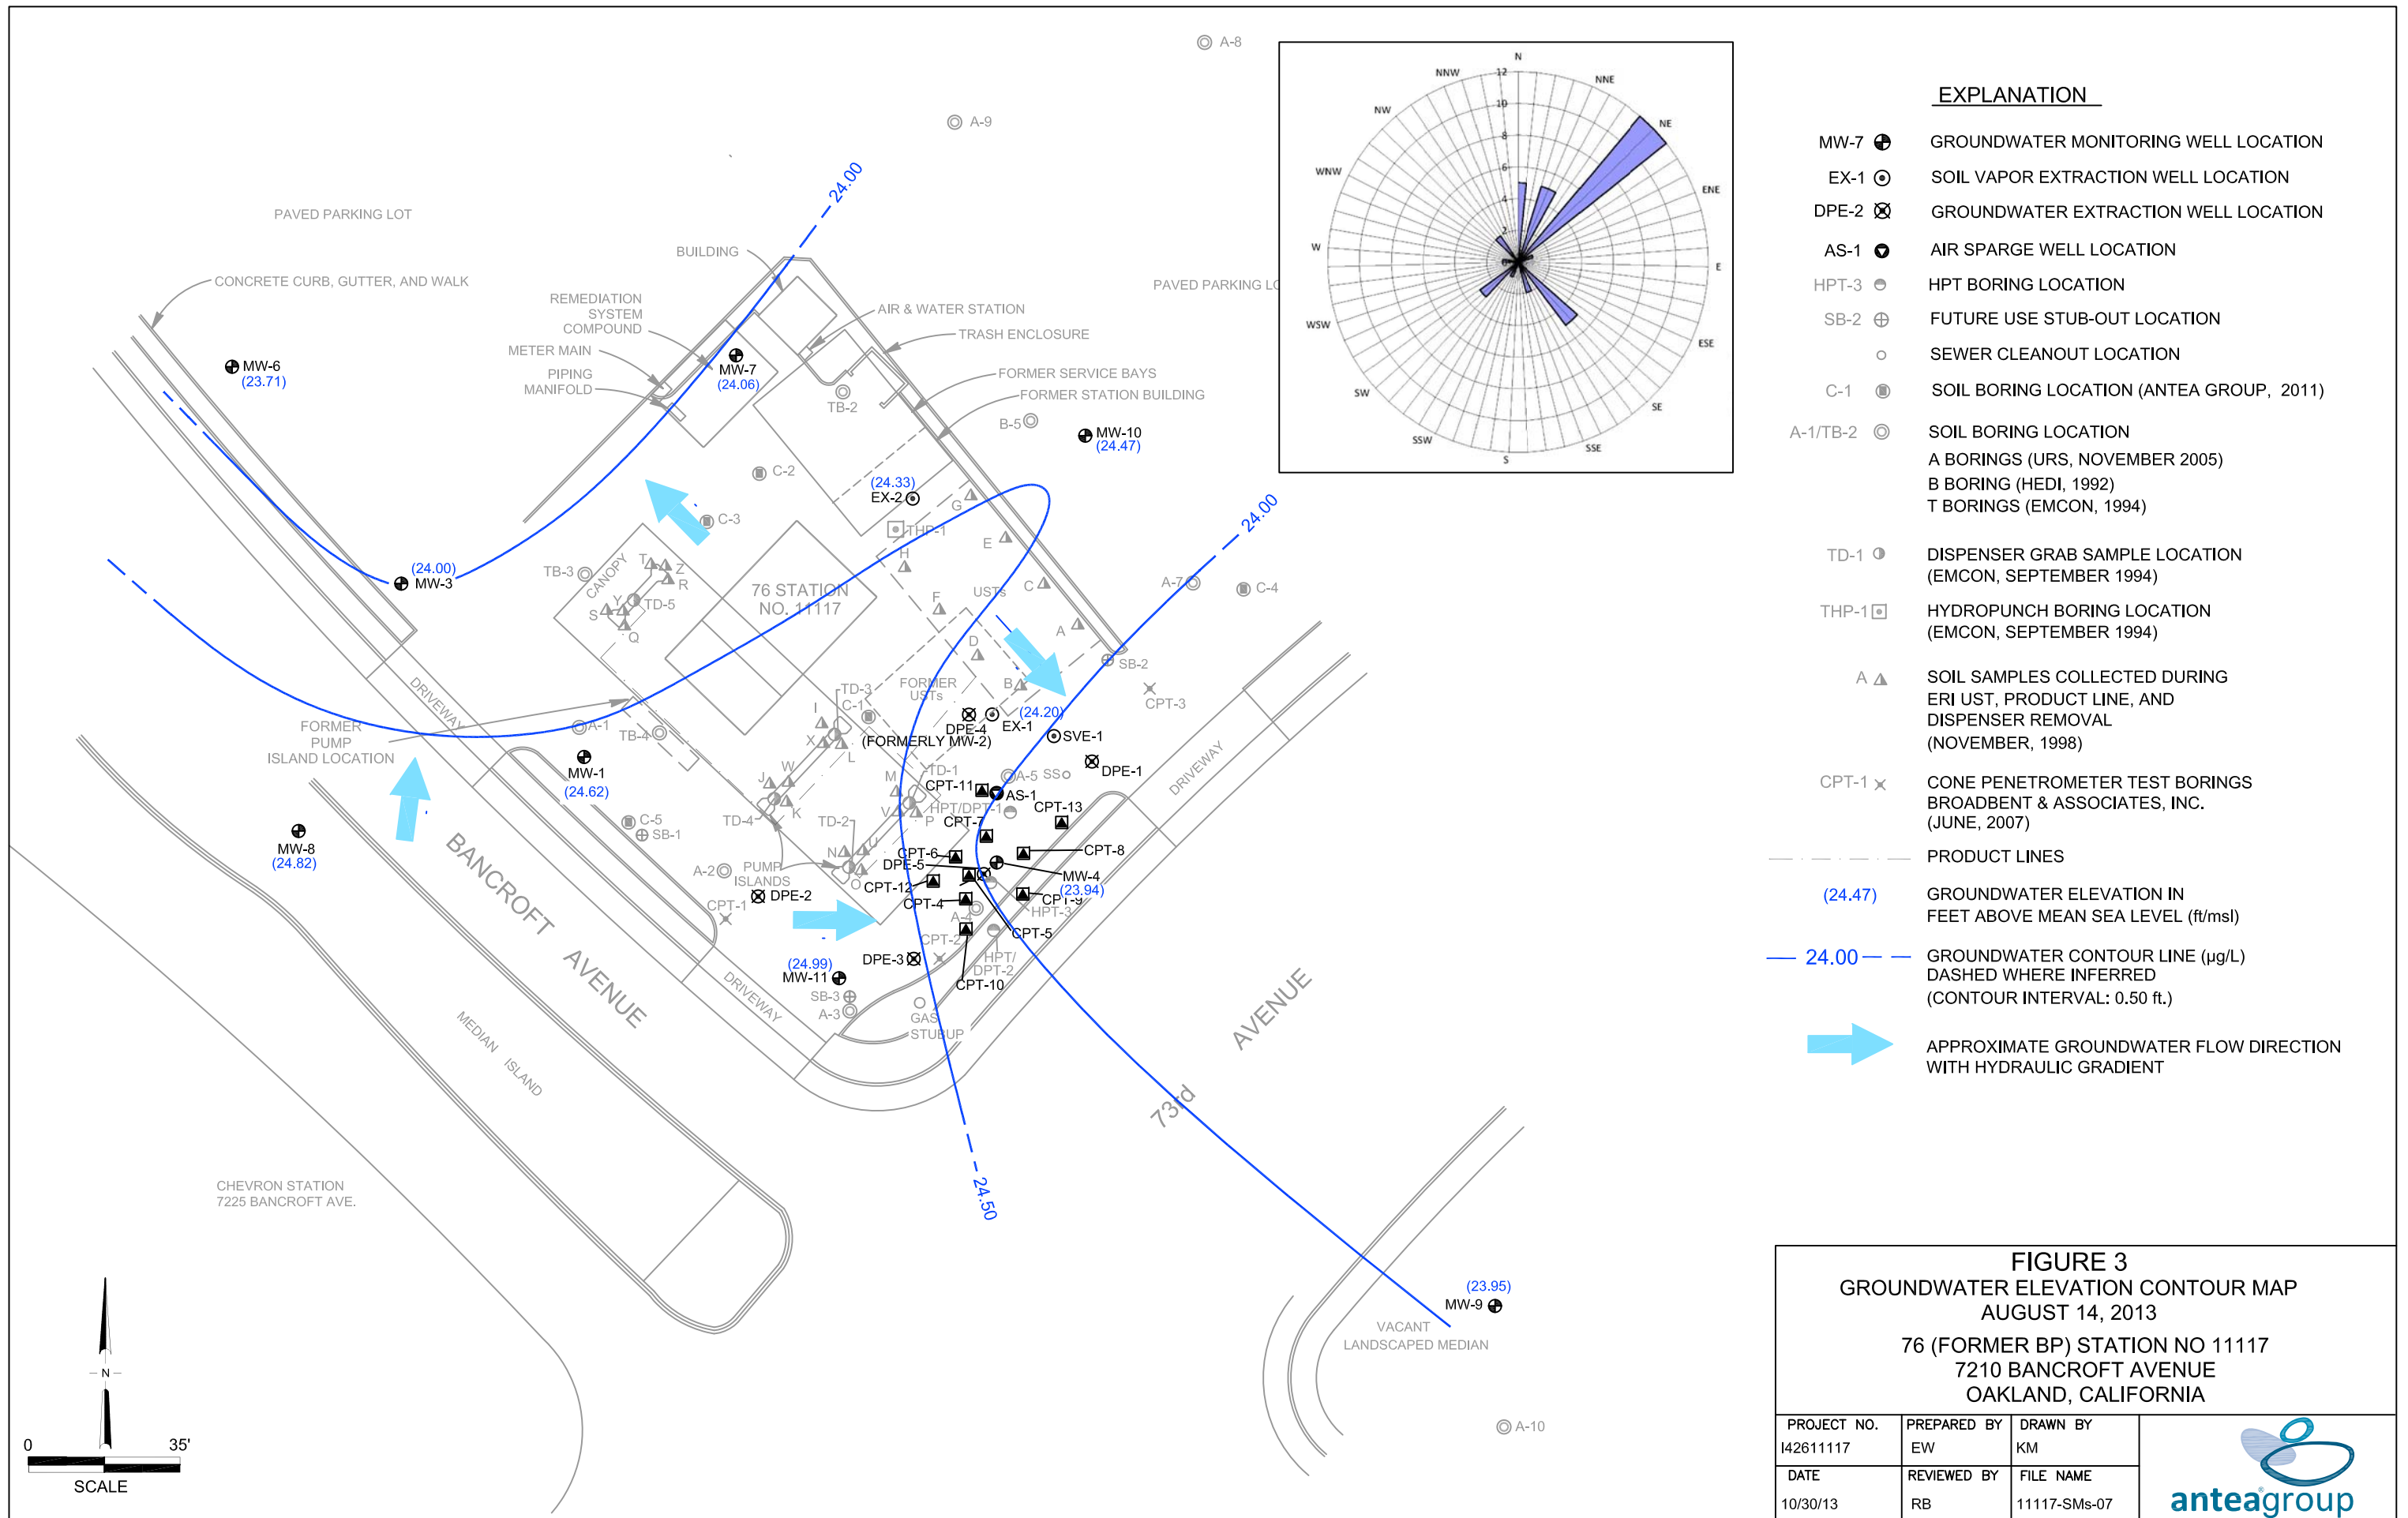 A-8
A-9
24.00
PAVED PARKING LOT
CONCRETE CURB, GUTTER, AND WALK
BUILDING
REMEDIATION
SYSTEM
COMPOUND
METER MAIN
PIPING
MANIFOLD
AIR & WATER STATION
TRASH ENCLOSURE
FORMER SERVICE BAYS
FORMER STATION BUILDING
PAVED PARKING LO
MW-6
(23.71)
MW-7
(24.06)
TB-2
B-5
MW-10
(24.47)
C-2
(24.33)
EX-2
G
C-3
THP-1
E
H
24.00
(24.00)
MW-3
TB-3
CANOPY
T
Z
R
S
Y
TD-5
Q
76 STATION
NO. 11117
USTs
C
F
A-7
C-4
A
D
B
SB-2
CPT-3
DRIVEWAY
FORMER
PUMP
ISLAND LOCATION
A-1
TB-4
TD-3
C-1
FORMER
USTs
I
X
L
DPE-4
(FORMERLY MW-2)
EX-1
(24.20)
SVE-1
DPE-1
MW-1
(24.62)
J
W
K
TD-4
M
TD-1
V
P
CPT-11
A-5
SS
AS-1
HPT/DPT-1
CPT-13
CPT-7
DRIVEWAY
MW-8
(24.82)
C-5
SB-1
TD-2
N
U
O
CPT-6
DPE-5
CPT-8
MW-4
(23.94)
A-2
PUMP
ISLANDS
CPT-12
CPT-4
CPT-9
HPT-3
A-4
CPT-1
DPE-2
CPT-2
CPT-5
BANCROFT AVENUE
(24.99)
MW-11
DPE-3
HPT/
DPT-2
CPT-10
SB-3
A-3
GAS
STUBUP
DRIVEWAY
MEDIAN ISLAND
73rd AVENUE
24.50
CHEVRON STATION
7225 BANCROFT AVE.
(23.95)
MW-9
VACANT
LANDSCAPED MEDIAN
A-10
N
0 35'
SCALE
N
NNE
NE
ENE
E
ESE
SE
SSE
S
SSW
SW
WSW
W
WNW
NW
NNW
12
10
8
6
4
2
EXPLANATION
MW-7 GROUNDWATER MONITORING WELL LOCATION
EX-1 SOIL VAPOR EXTRACTION WELL LOCATION
DPE-2 GROUNDWATER EXTRACTION WELL LOCATION
AS-1 AIR SPARGE WELL LOCATION
HPT-3 HPT BORING LOCATION
SB-2 FUTURE USE STUB-OUT LOCATION
SEWER CLEANOUT LOCATION
C-1 SOIL BORING LOCATION (ANTEA GROUP, 2011)
A-1/TB-2 SOIL BORING LOCATION
A BORINGS (URS, NOVEMBER 2005)
B BORING (HEDI, 1992)
T BORINGS (EMCON, 1994)
TD-1 DISPENSER GRAB SAMPLE LOCATION
(EMCON, SEPTEMBER 1994)
THP-1 HYDROPUNCH BORING LOCATION
(EMCON, SEPTEMBER 1994)
A SOIL SAMPLES COLLECTED DURING
ERI UST, PRODUCT LINE, AND
DISPENSER REMOVAL
(NOVEMBER, 1998)
CPT-1 CONE PENETROMETER TEST BORINGS
BROADBENT & ASSOCIATES, INC.
(JUNE, 2007)
PRODUCT LINES
(24.47) GROUNDWATER ELEVATION IN
FEET ABOVE MEAN SEA LEVEL (ft/msl)
24.00 GROUNDWATER CONTOUR LINE (µg/L)
DASHED WHERE INFERRED
(CONTOUR INTERVAL: 0.50 ft.)
APPROXIMATE GROUNDWATER FLOW DIRECTION
WITH HYDRAULIC GRADIENT
FIGURE 3
GROUNDWATER ELEVATION CONTOUR MAP
AUGUST 14, 2013
76 (FORMER BP) STATION NO 11117
7210 BANCROFT AVENUE
OAKLAND, CALIFORNIA
PROJECT NO. PREPARED BY DRAWN BY
I42611117 EW KM
DATE REVIEWED BY FILE NAME
10/30/13 RB 11117-SMs-07
anteagroup